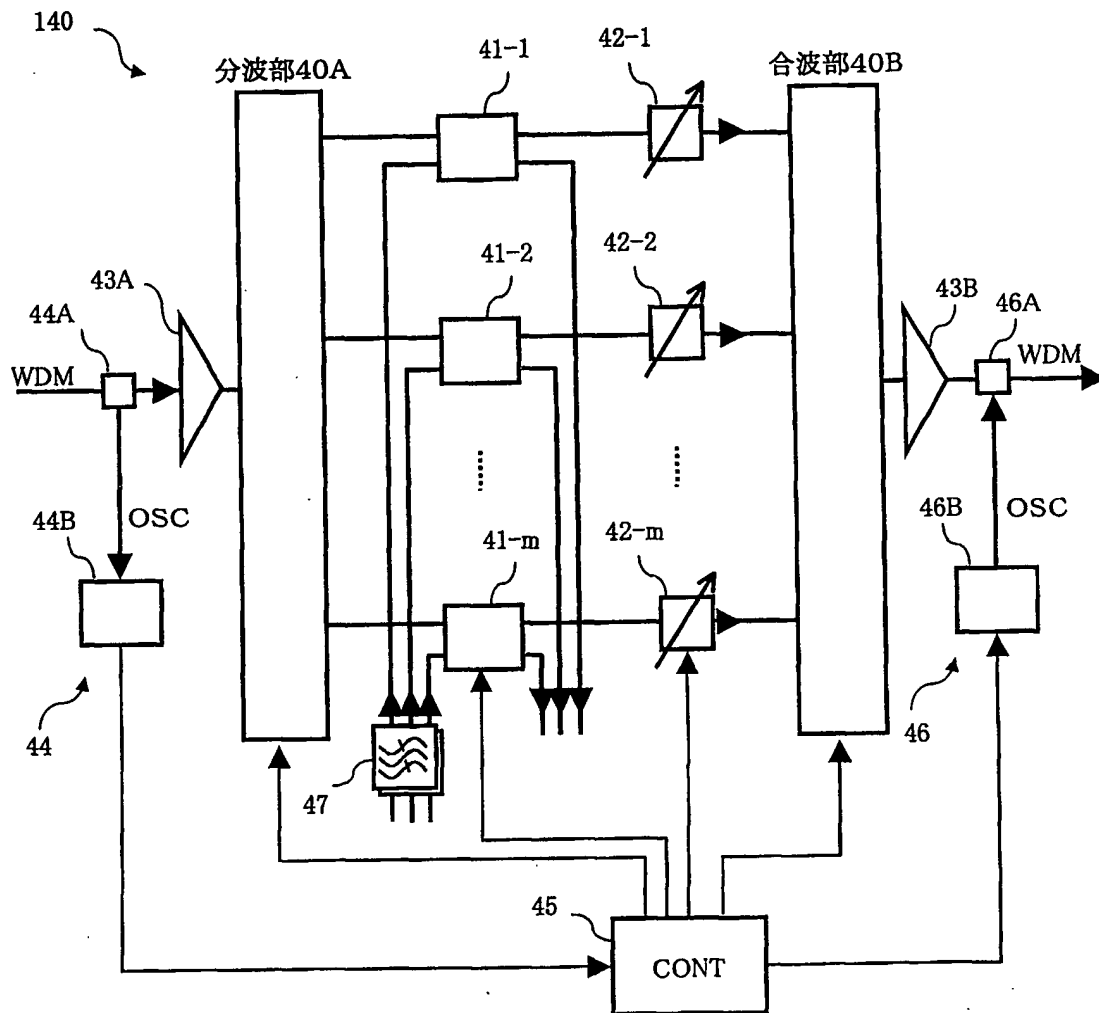 140
分波部40A
41-1
42-1
合波部40B
41-2
42-2
43A
44A
WDM
43B
46A
WDM
44B
OSC
41-m
42-m
46B
OSC
44
47
46
45
CONT